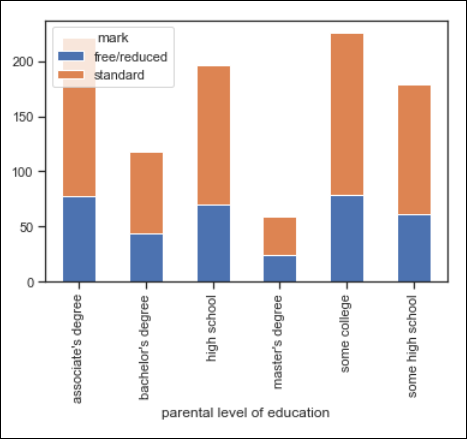 mark
free/reduced
standard
200
150
100
50
0
associate's degree
bachelor's degree
high school
master's degree
some college
some high school
parental level of education